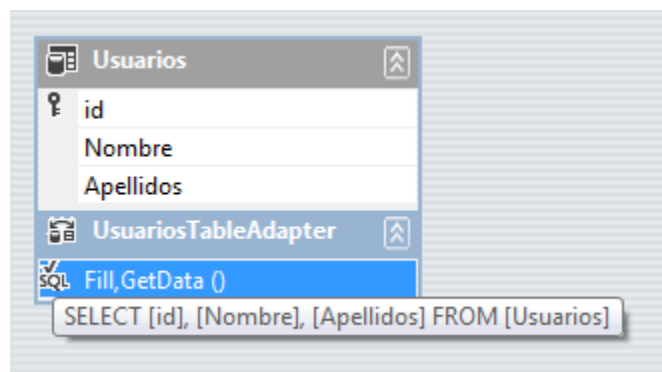 Usuarios
id
Nombre
Apellidos
UsuariosTableAdapter
SQL Fill,GetData ()
SELECT [id], [Nombre], [Apellidos] FROM [Usuarios]